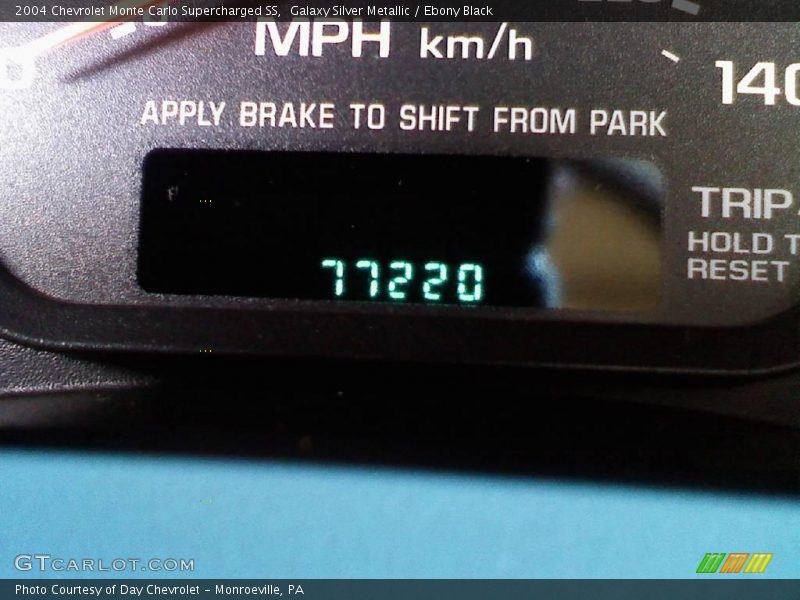 2004 Chevrolet Monte Carlo Supercharged SS, Galaxy Silver Metallic / Ebony Black
MPH km/h
140
APPLY BRAKE TO SHIFT FROM PARK
TRIP
HOLD T
RESET
77220
GTCARLOT.COM
Photo Courtesy of Day Chevrolet - Monroeville, PA